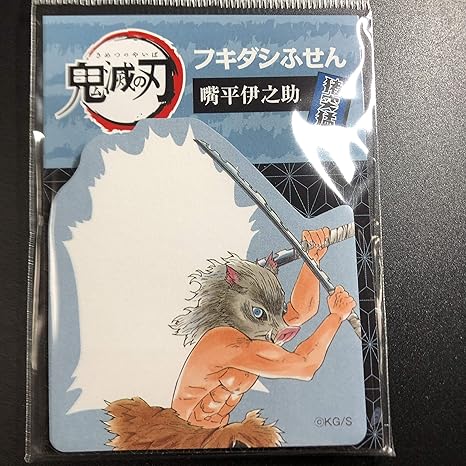 きめつのやいば
鬼滅の刃
フキダシふせん
嘴平伊之助
©KG/S